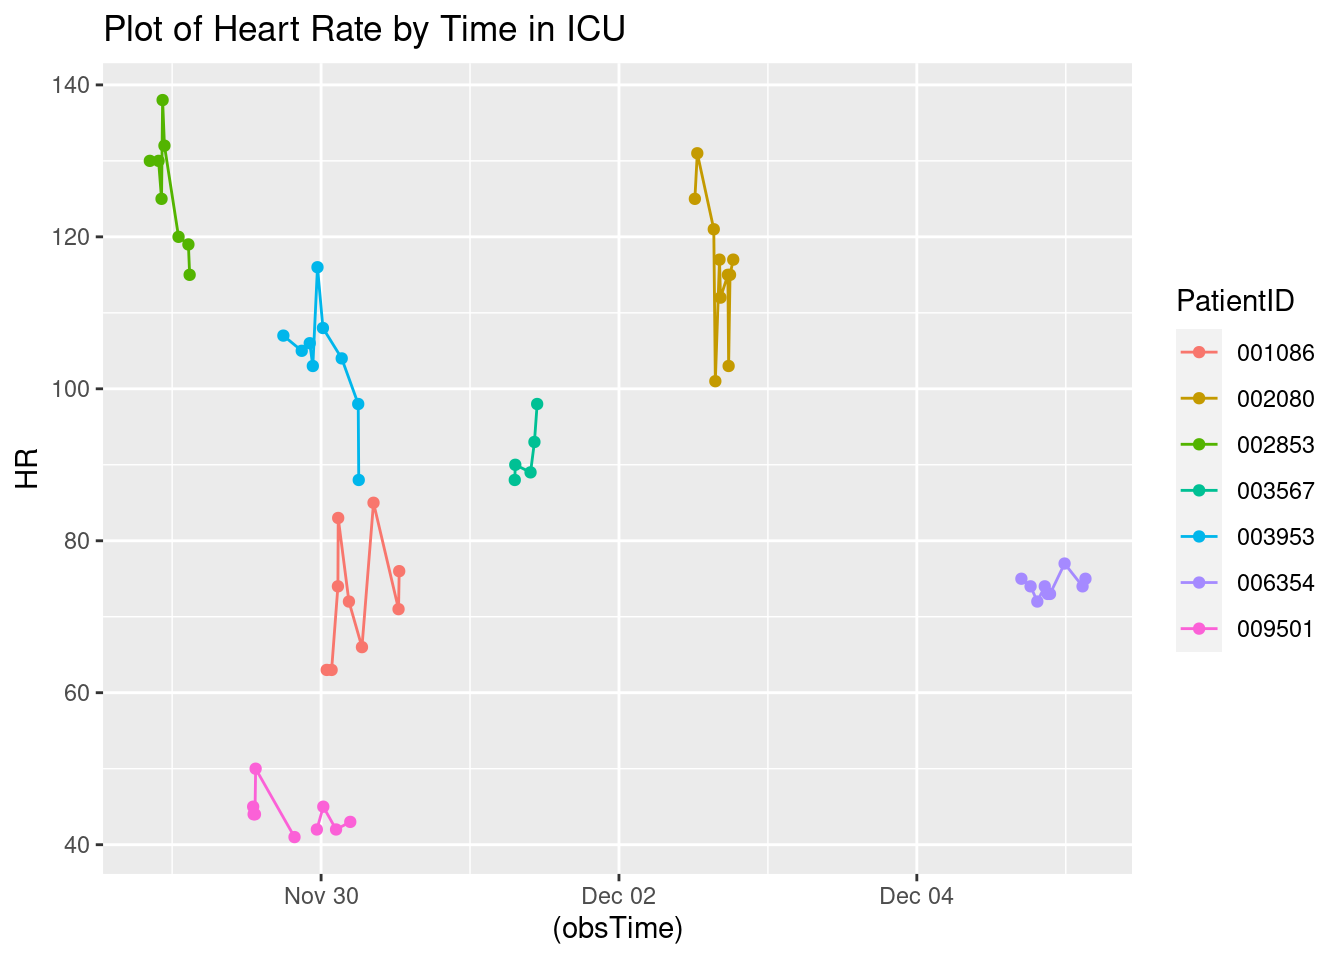 Plot of Heart Rate by Time in ICU
140
120
100
80
60
40
HR
Nov 30
Dec 02
Dec 04
(obsTime)
PatientID
001086
002080
002853
003567
003953
006354
009501